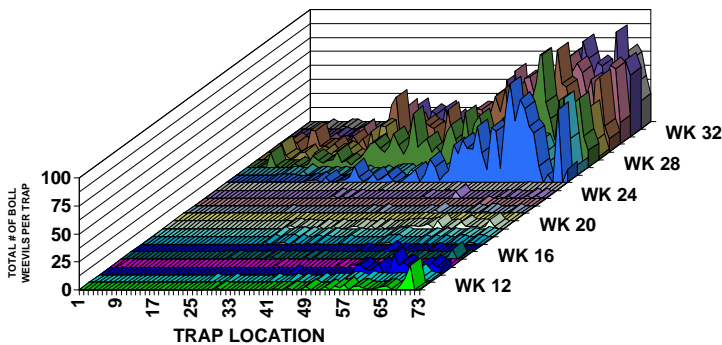 WK 32
WK 28
WK 24
WK 20
WK 16
WK 12
100
75
50
25
0
TOTAL # OF BOLL
WEEVILS PER TRAP
1
9
17
25
33
41
49
57
65
73
TRAP LOCATION